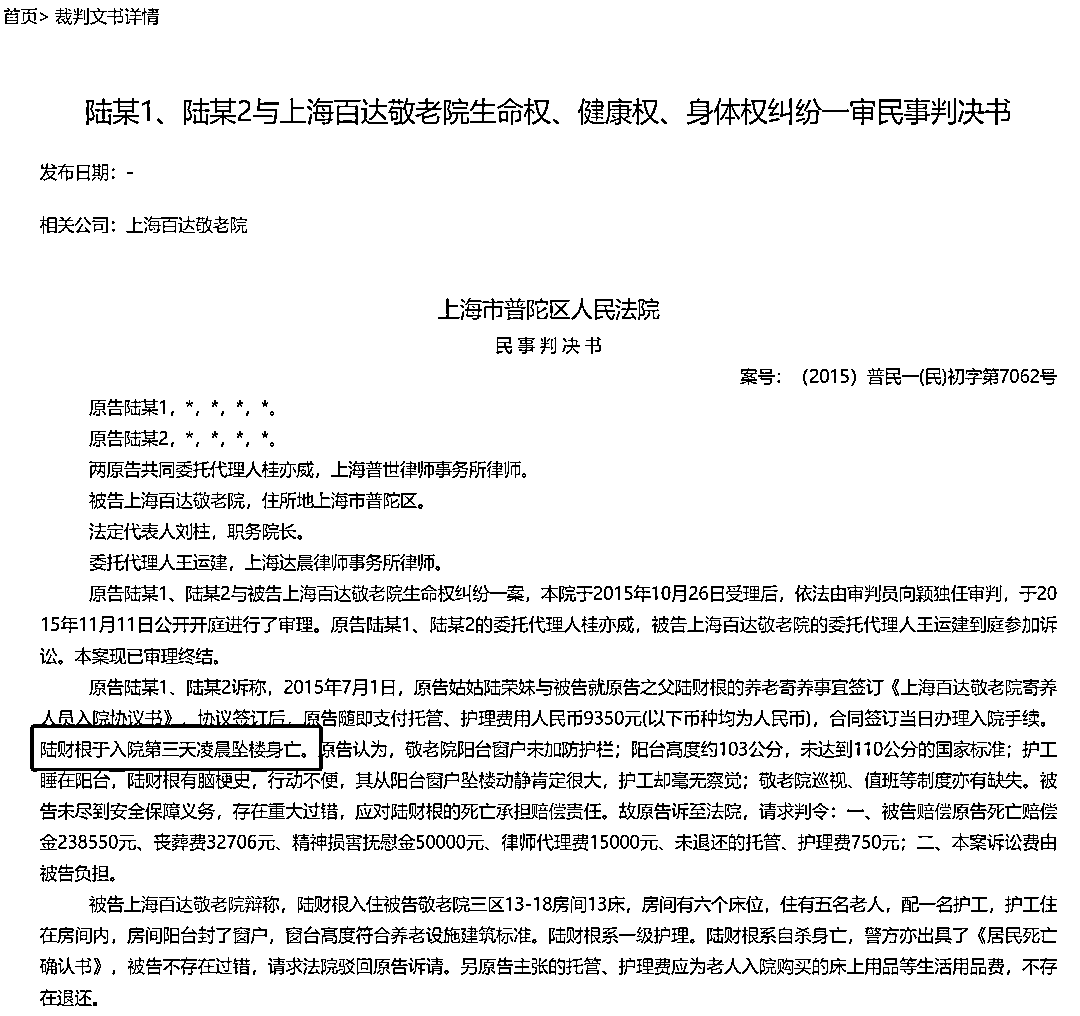 首页> 裁判文书详情
陆某1、陆某2与上海百达敬老院生命权、健康权、身体权纠纷一审民事判决书
发布日期：-
相关公司：上海百达敬老院
上海市普陀区人民法院
民 事 判 决 书
案号：（2015）普民一(民)初字第7062号
原告陆某1，*，*，*，*。
原告陆某2，*，*，*，*。
两原告共同委托代理人桂亦威，上海普世律师事务所律师。
被告上海百达敬老院，住所地上海市普陀区。
法定代表人刘柱，职务院长。
委托代理人王运建，上海达晨律师事务所律师。
原告陆某1、陆某2与被告上海百达敬老院生命权纠纷一案，本院于2015年10月26日受理后，依法由审判员向颖独任审判，于20
15年11月11日公开开庭进行了审理。原告陆某1、陆某2的委托代理人桂亦威，被告上海百达敬老院的委托代理人王运建到庭参加诉
讼。本案现已审理终结。
原告陆某1、陆某2诉称，2015年7月1日，原告姑姑陆荣妹与被告就原告之父陆财根的养老寄养事宜签订《上海百达敬老院寄养
人员入院协议书》，协议签订后，原告随即支付托管、护理费用人民币9350元(以下币种均为人民币)，合同签订当日办理入院手续。
陆财根于入院第三天凌晨坠楼身亡。原告认为，敬老院阳台窗户未加防护栏；阳台高度约103公分，未达到110公分的国家标准；护工
睡在阳台，陆财根有脑梗史，行动不便，其从阳台窗户坠楼动静肯定很大，护工却毫无察觉；敬老院巡视、值班等制度亦有缺失。被
告未尽到安全保障义务，存在重大过错，应对陆财根的死亡承担赔偿责任。故原告诉至法院，请求判令：一、被告赔偿原告死亡赔偿
金238550元、丧葬费32706元、精神损害抚慰金50000元、律师代理费15000元、未退还的托管、护理费750元；二、本案诉讼费由
被告负担。
被告上海百达敬老院辩称，陆财根入住被告敬老院三区13-18房间13床，房间有六个床位，住有五名老人，配一名护工，护工住
在房间内，房间阳台封了窗户，窗台高度符合养老设施建筑标准。陆财根系一级护理。陆财根系自杀身亡，警方亦出具了《居民死亡
确认书》，被告不存在过错，请求法院驳回原告诉请。另原告主张的托管、护理费应为老人入院购买的床上用品等生活用品费，不存
在退还。